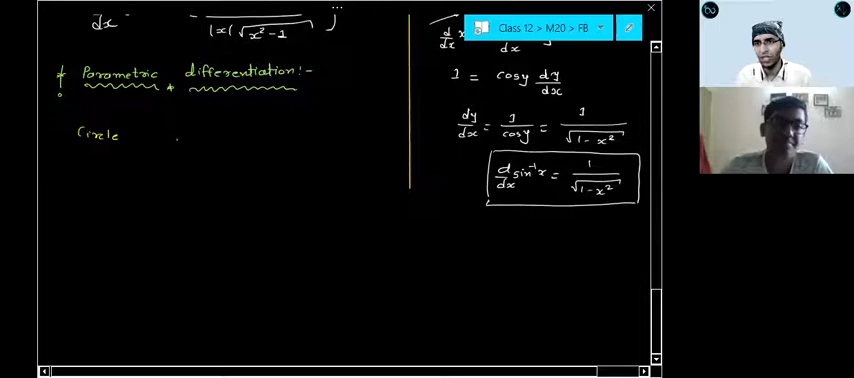 dx
|x| √x²-1 )
* Parametric differentiation :-
Circle
d/dx x
dx
Class 12 > M20 > FB
1 = cosy dy/dx
dy/dx = 1/cosy = 1/√1-x²
d/dx sin⁻¹x = 1/√1-x²